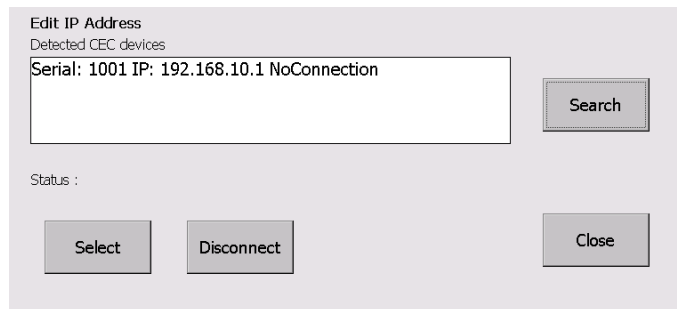 Edit IP Address
Detected CEC devices
Serial: 1001 IP: 192.168.10.1 NoConnection
Search
Status :
Select
Disconnect
Close